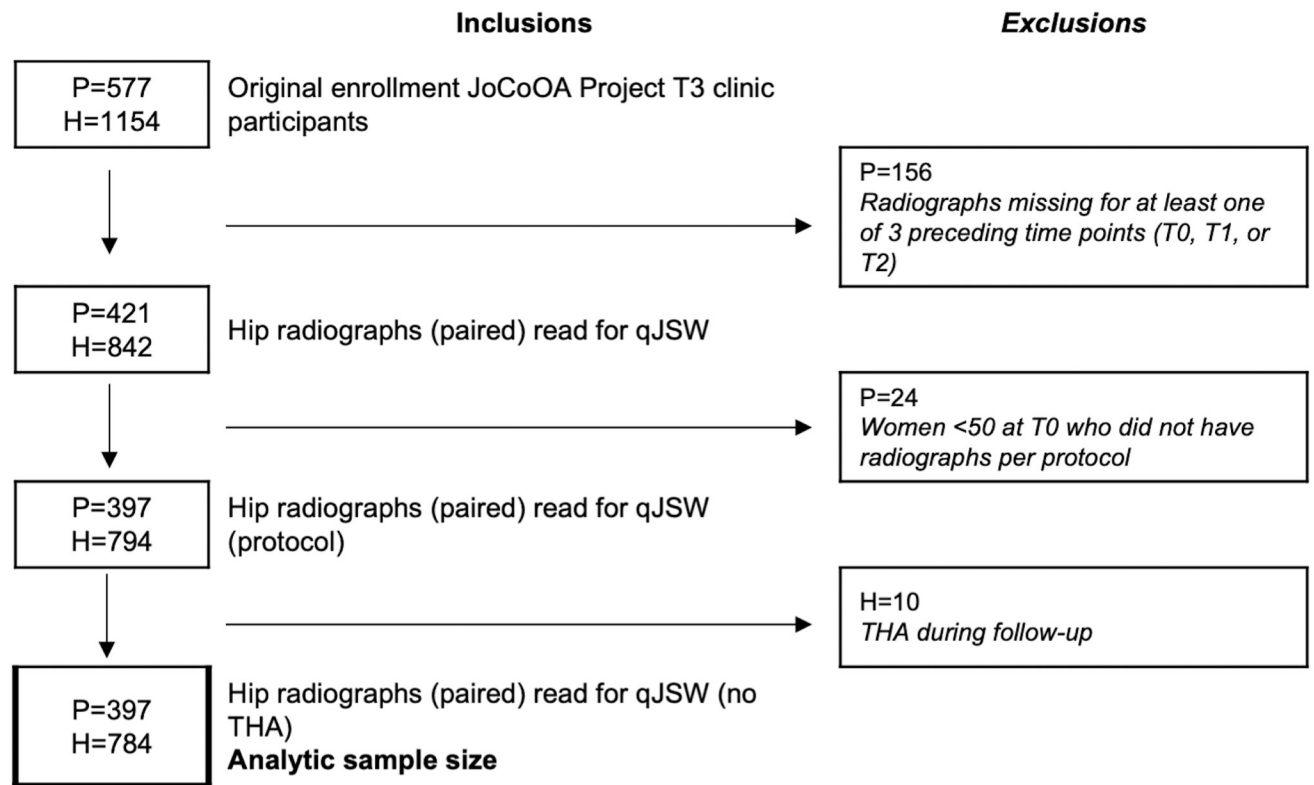 Inclusions
Exclusions
P=577
H=1154
Original enrollment JoCoOA Project T3 clinic
participants
P=156
Radiographs missing for at least one
of 3 preceding time points (T0, T1, or
T2)
P=421
H=842
Hip radiographs (paired) read for qJSW
P=24
Women <50 at T0 who did not have
radiographs per protocol
P=397
H=794
Hip radiographs (paired) read for qJSW
(protocol)
H=10
THA during follow-up
P=397
H=784
Hip radiographs (paired) read for qJSW (no
THA)
Analytic sample size